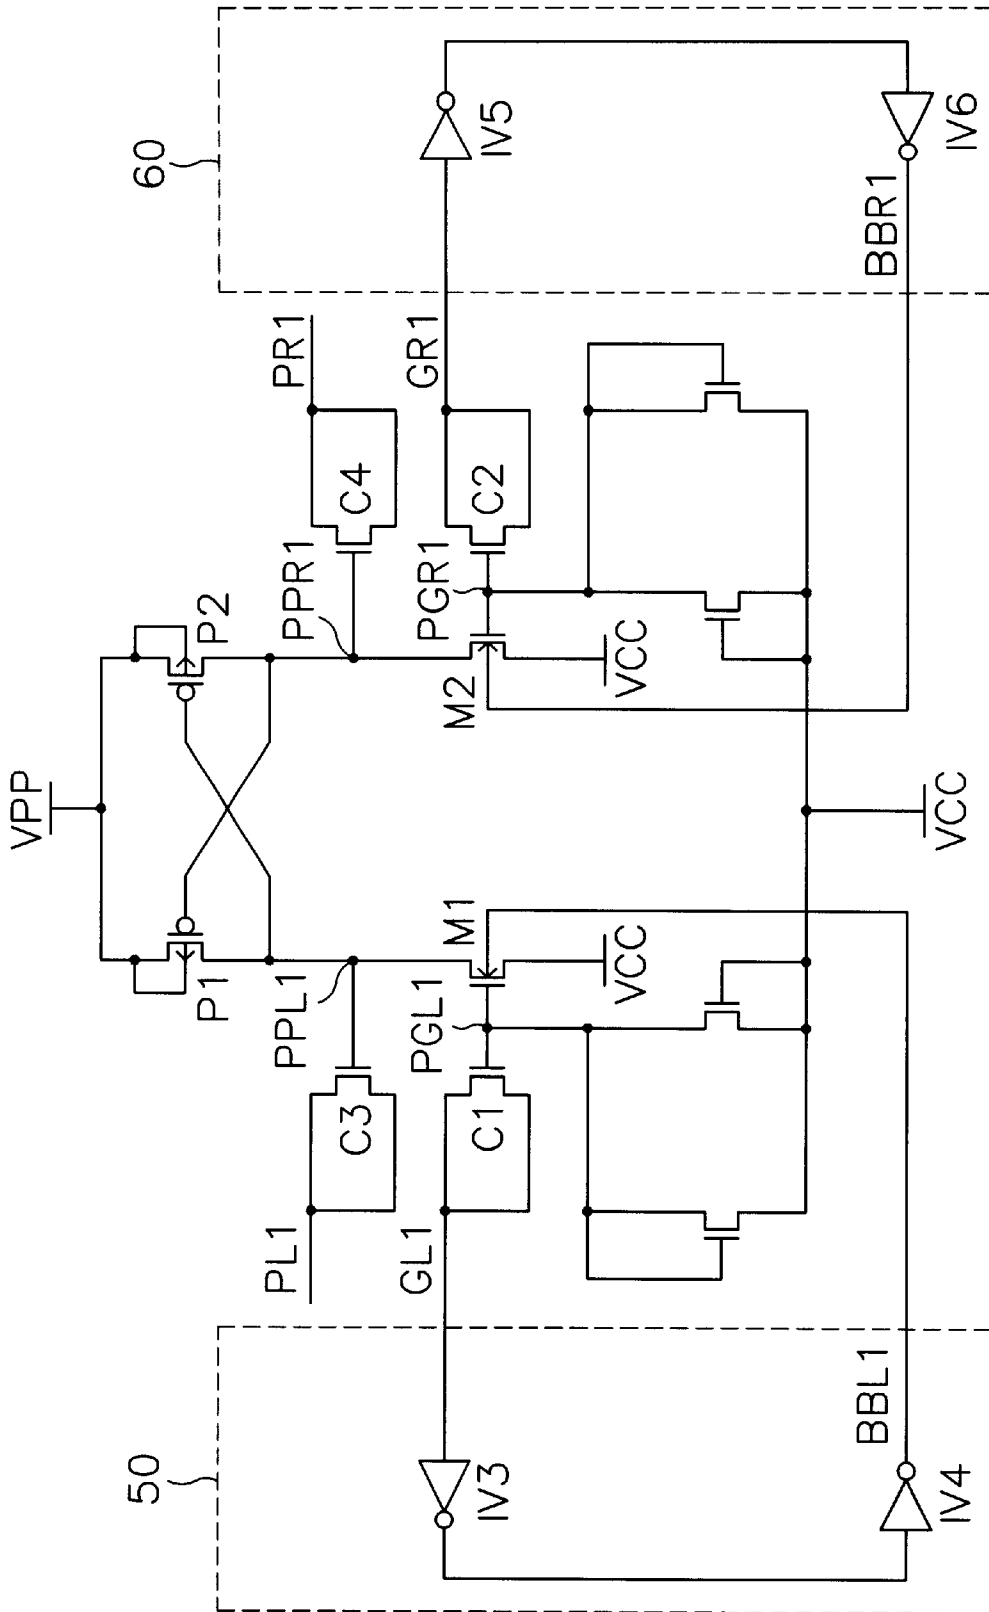 VPP
P1
P2
PPL1
PPR1
PL1
C3
C4
PR1
PGL1
M1
M2
PGR1
GL1
C1
C2
GR1
VCC
VCC
VCC
50
IV3
IV4
BBL1
60
IV5
IV6
BBR1